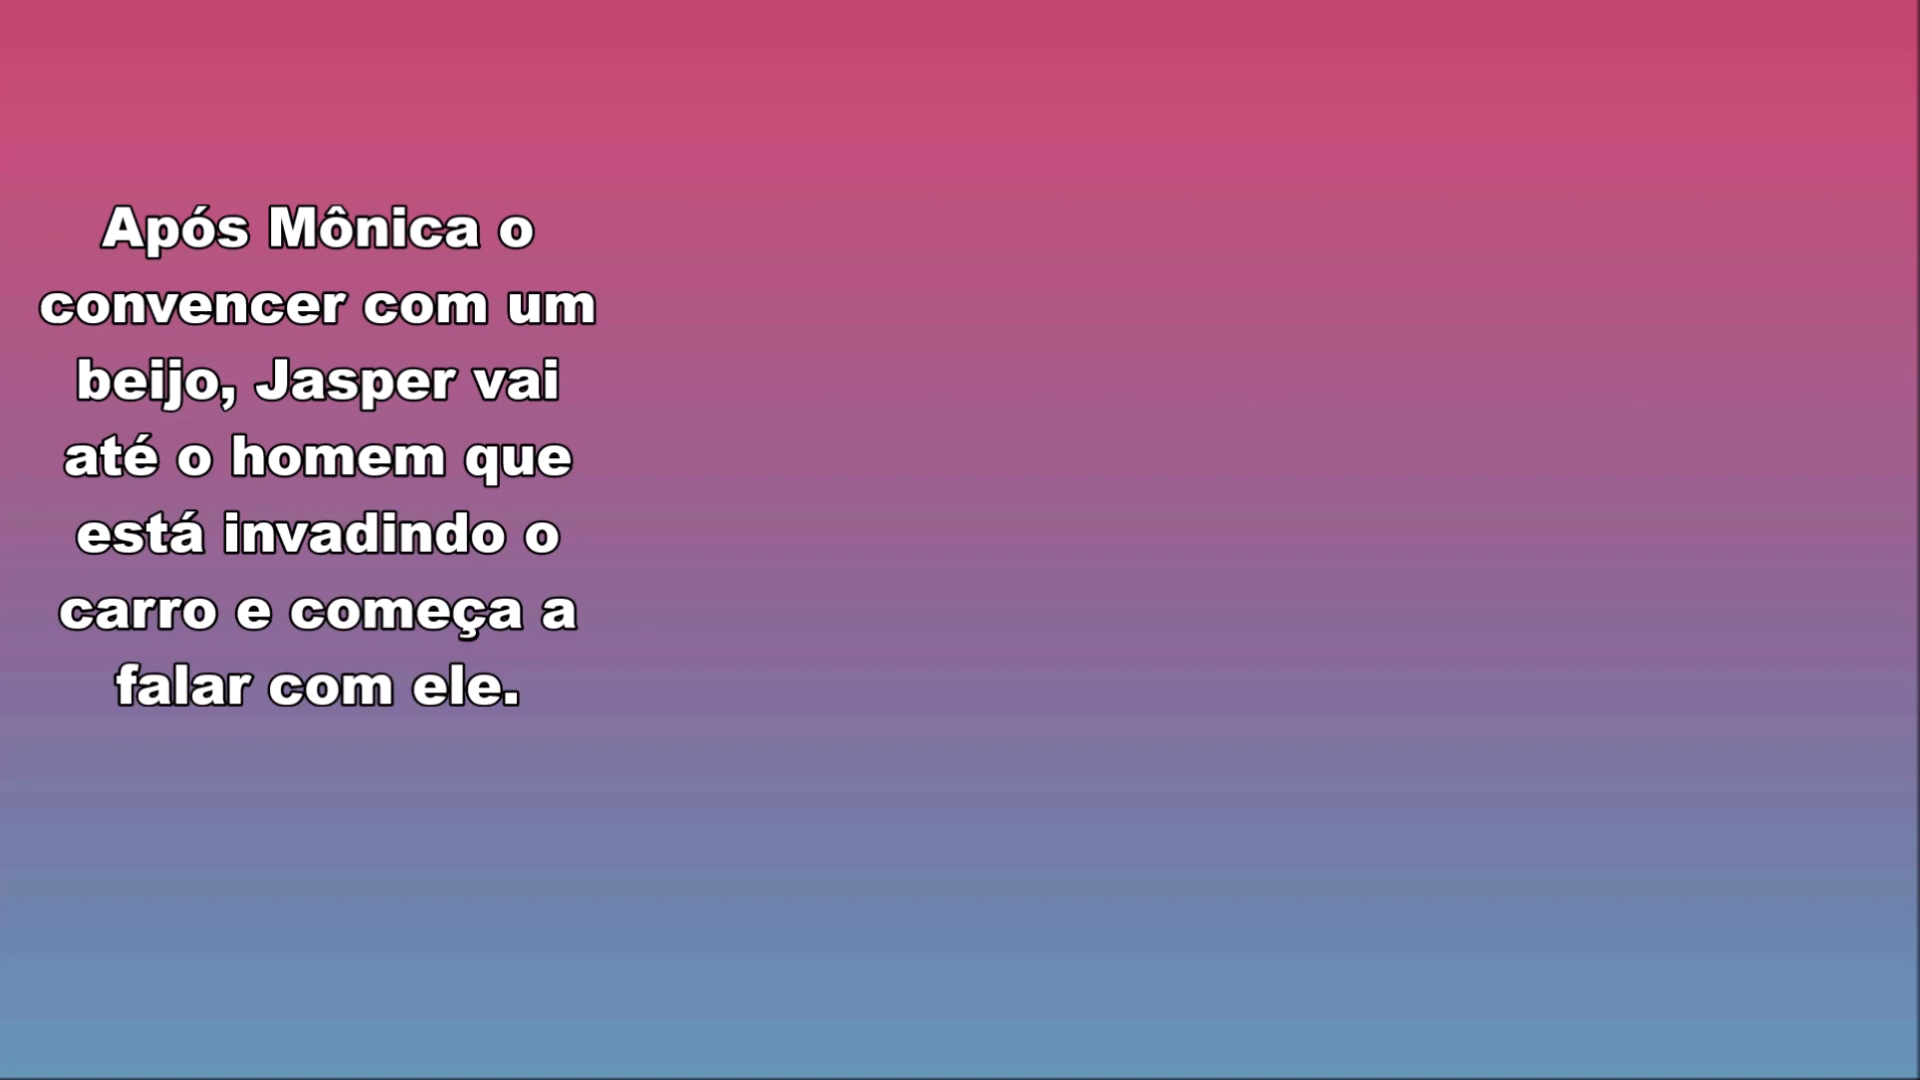 Após Mônica o
convencer com um
beijo, Jasper vai
até o homem que
está invadindo o
carro e começa a
falar com ele.